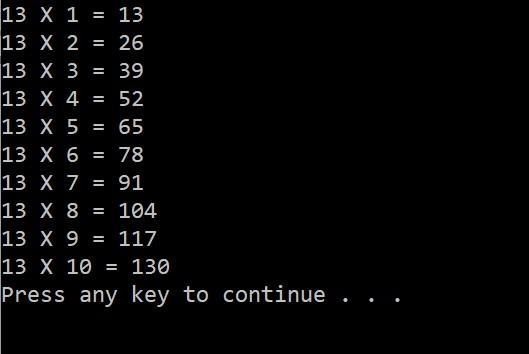 13 X 1 = 13
13 X 2 = 26
13 X 3 = 39
13 X 4 = 52
13 X 5 = 65
13 X 6 = 78
13 X 7 = 91
13 X 8 = 104
13 X 9 = 117
13 X 10 = 130
Press any key to continue . . .